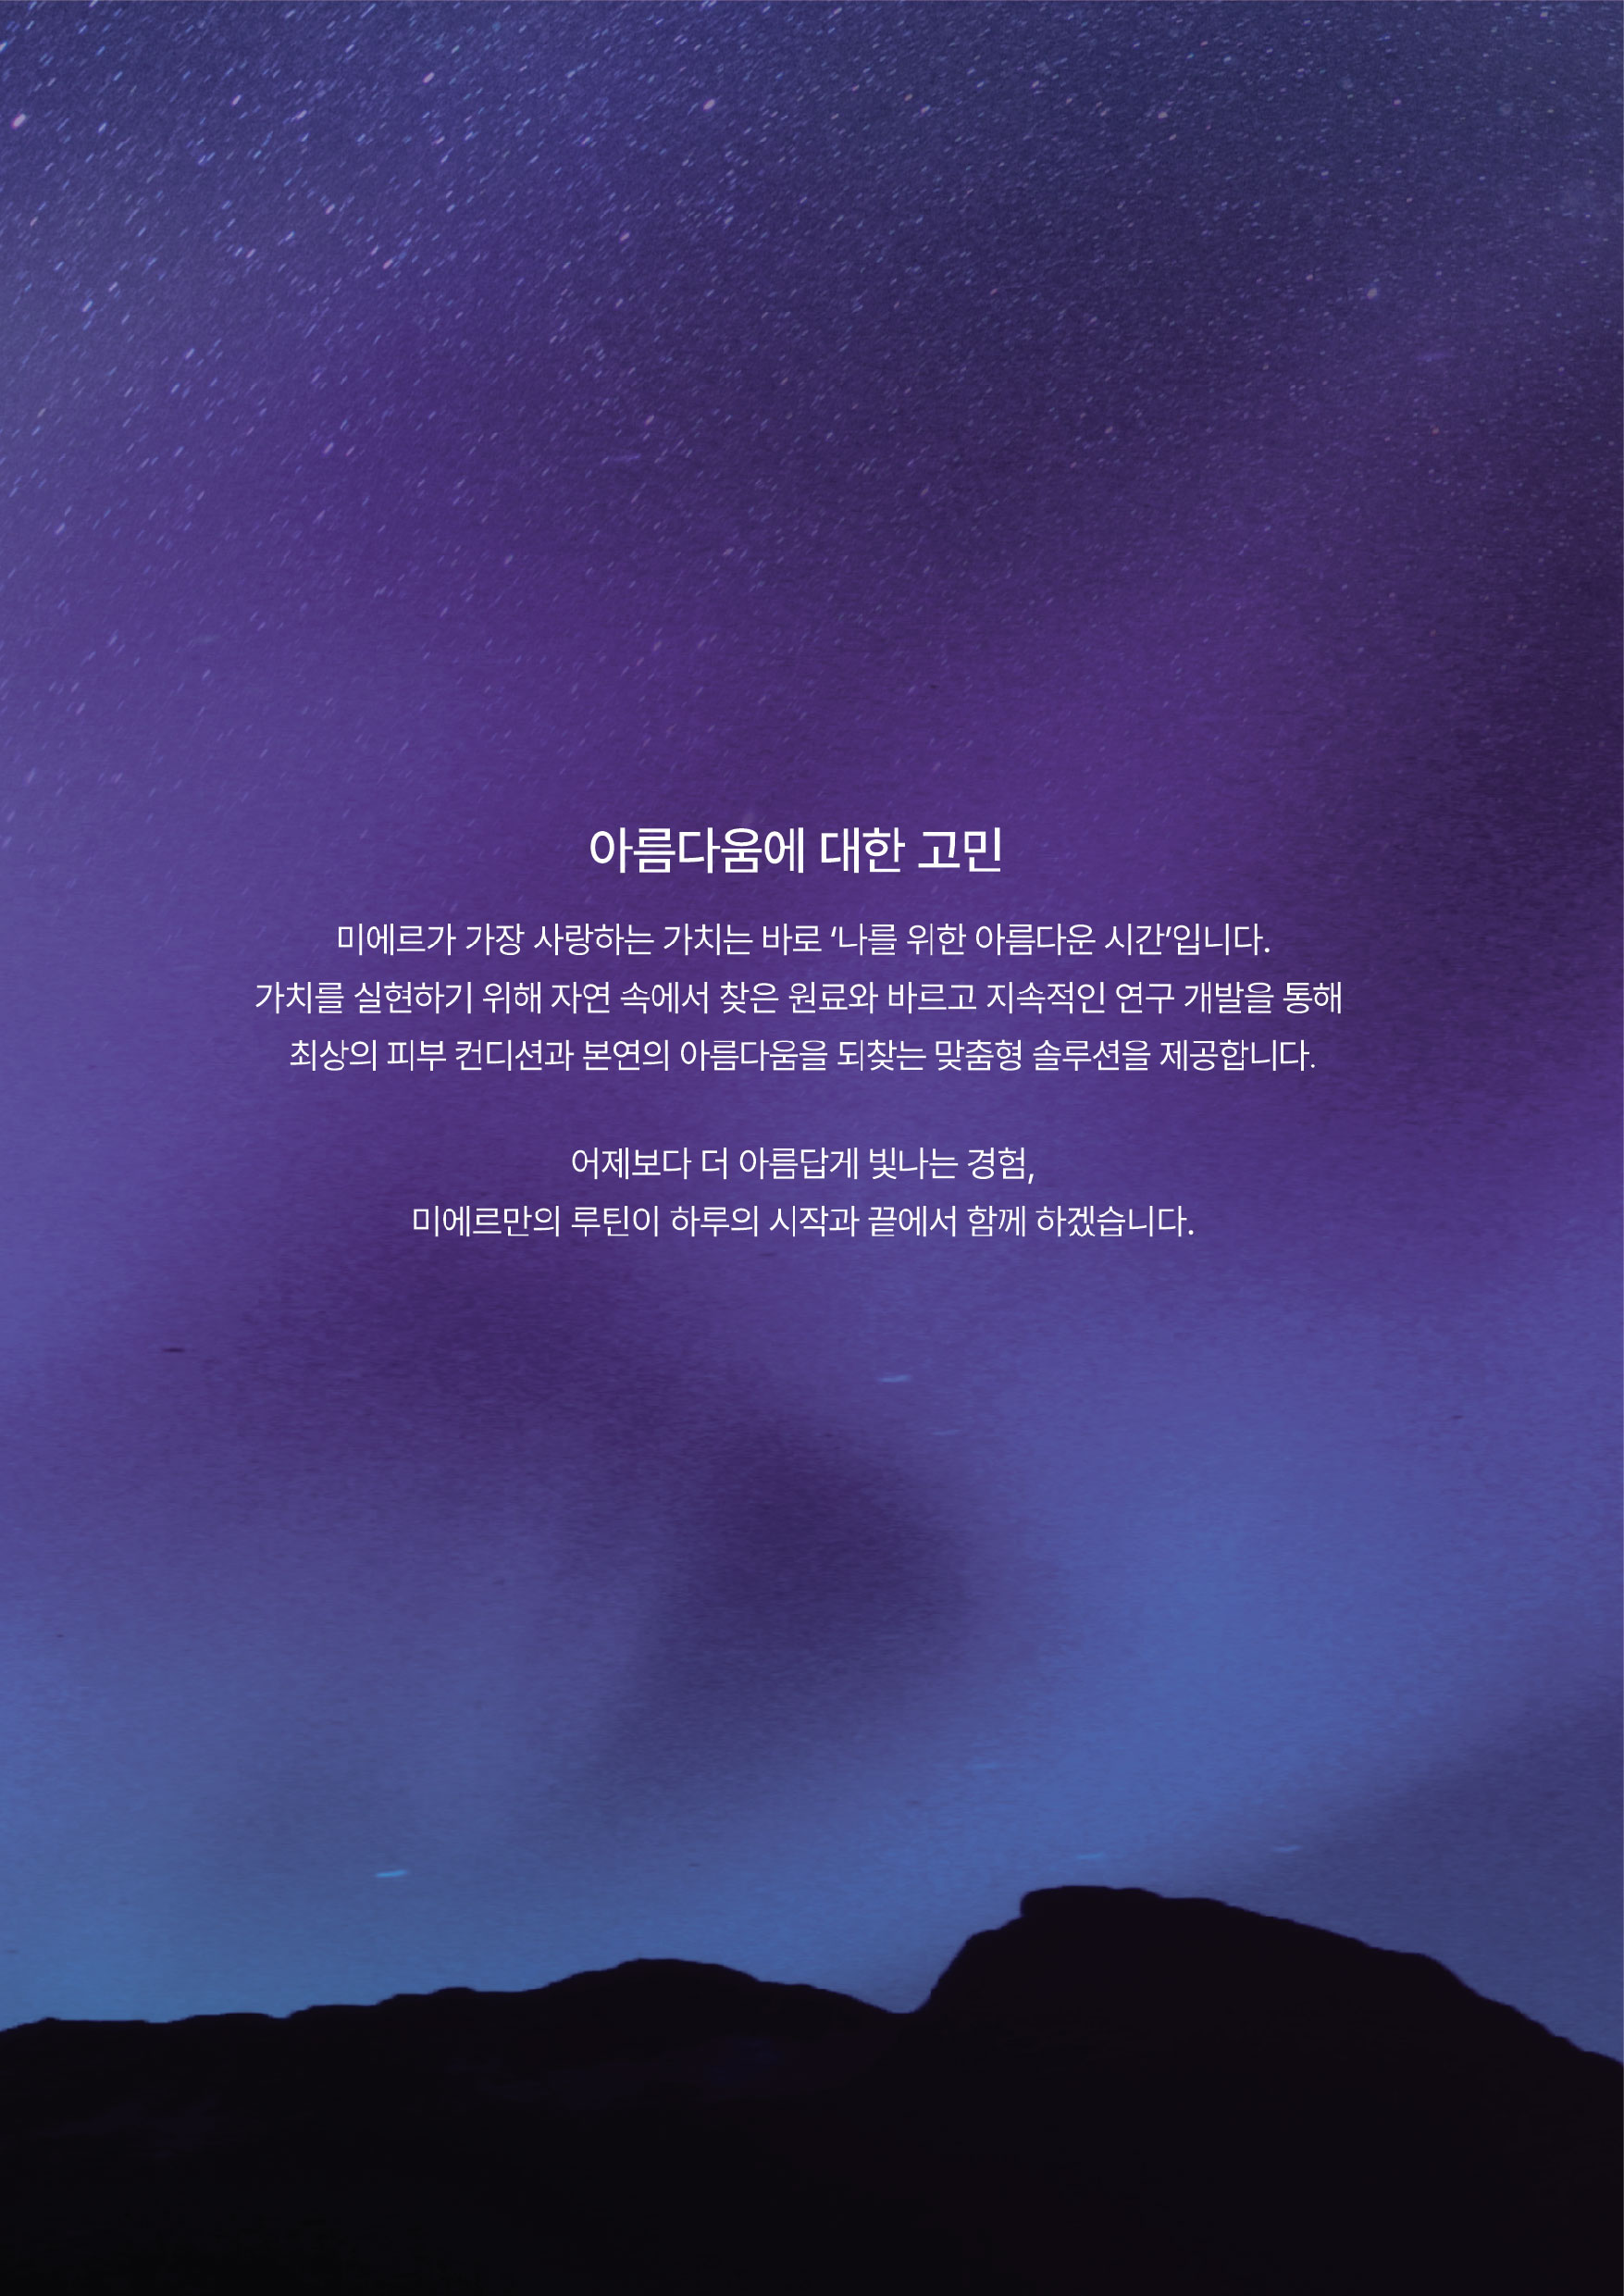 아름다움에 대한 고민
미에르가 가장 사랑하는 가치는 바로 ‘나를 위한 아름다운 시간’입니다.
가치를 실현하기 위해 자연 속에서 찾은 원료와 바르고 지속적인 연구 개발을 통해
최상의 피부 컨디션과 본연의 아름다움을 되찾는 맞춤형 솔루션을 제공합니다.
어제보다 더 아름답게 빛나는 경험,
미에르만의 루틴이 하루의 시작과 끝에서 함께 하겠습니다.